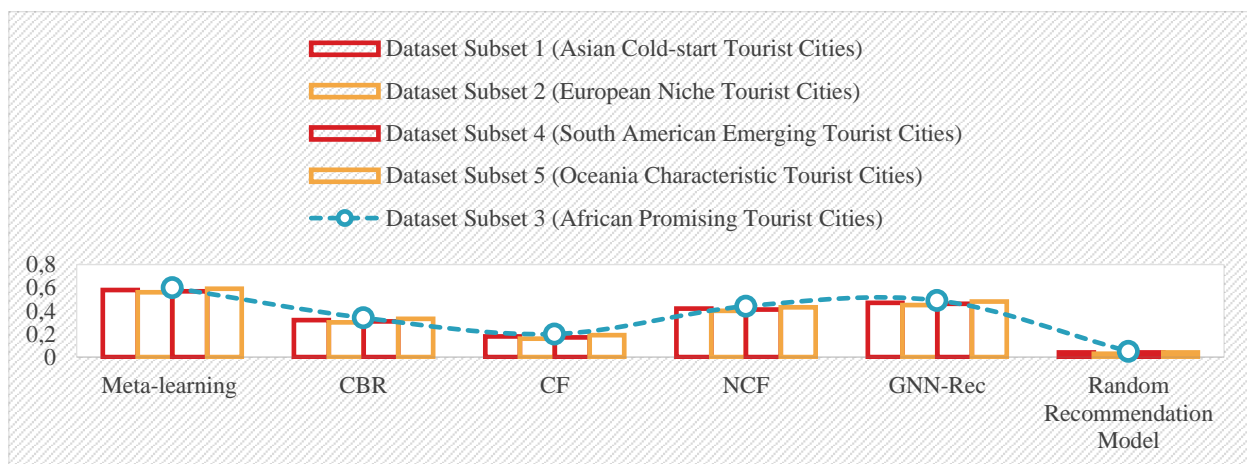 Dataset Subset 1 (Asian Cold-start Tourist Cities)
Dataset Subset 2 (European Niche Tourist Cities)
Dataset Subset 4 (South American Emerging Tourist Cities)
Dataset Subset 5 (Oceania Characteristic Tourist Cities)
Dataset Subset 3 (African Promising Tourist Cities)
0,8
0,6
0,4
0,2
0
Meta-learning CBR CF NCF GNN-Rec Random
Recommendation
Model